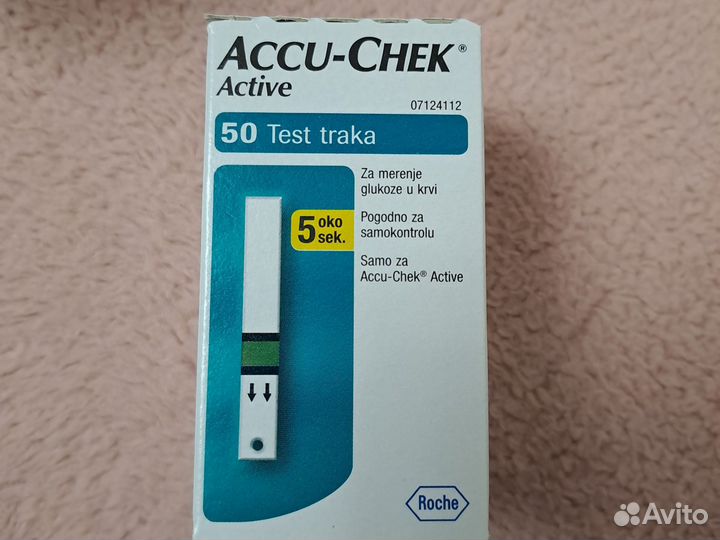 ACCU-CHEK®
Active
07124112
50 Test traka
Za merenje
glukoze u krvi
5 oko
sek.
Pogodno za
samokontrolu
Samo za
Accu-Chek® Active
Roche
Avito